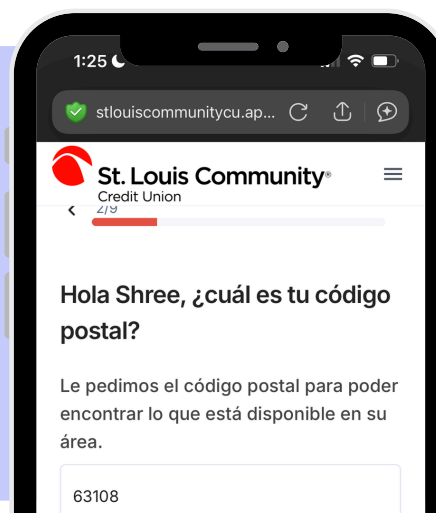 1:25
stlouiscommunitycu.ap...
St. Louis Community®
Credit Union
2/9
Hola Shree, ¿cuál es tu código
postal?
Le pedimos el código postal para poder
encontrar lo que está disponible en su
área.
63108